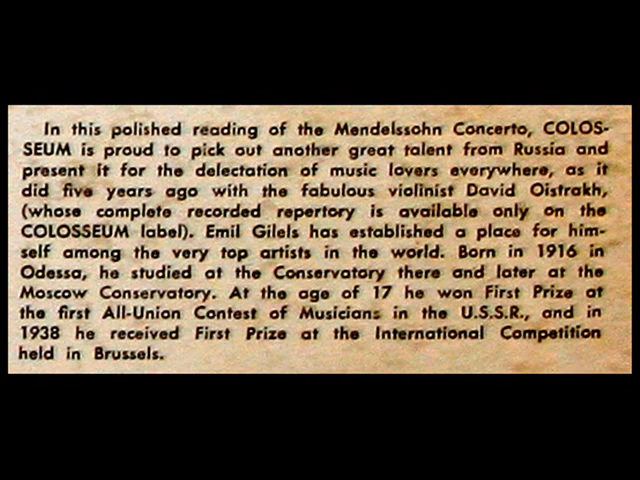 In this polished reading of the Mendelssohn Concerto, COLOS-
SEUM is proud to pick out another great talent from Russia and
present it for the delectation of music lovers everywhere, as it
did five years ago with the fabulous violinist David Oistrakh,
(whose complete recorded repertory is available only on the
COLOSSEUM label). Emil Gilels has established a place for him-
self among the very top artists in the world. Born in 1916 in
Odessa, he studied at the Conservatory there and later at the
Moscow Conservatory. At the age of 17 he won First Prize at
the first All-Union Contest of Musicians in the U.S.S.R., and in
1938 he received First Prize at the International Competition
held in Brussels.